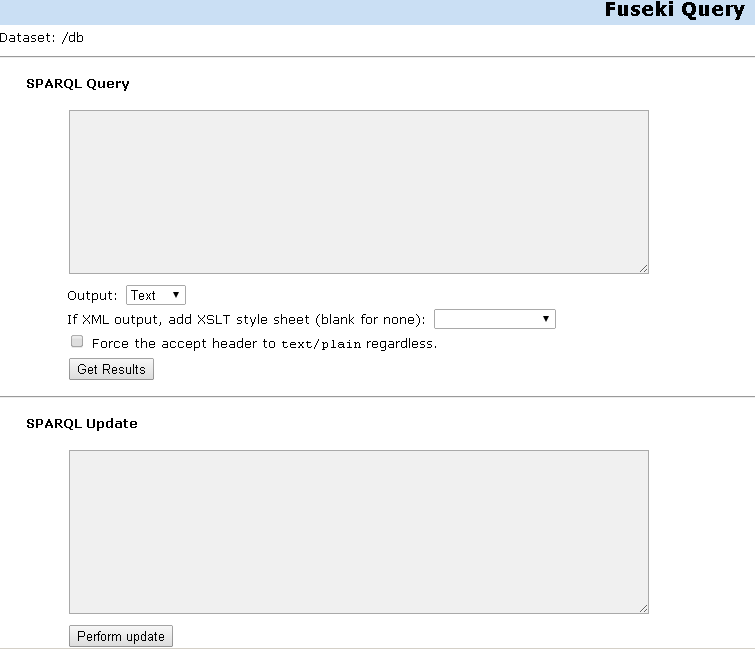 Fuseki Query
Dataset: /db
SPARQL Query
Output: Text
If XML output, add XSLT style sheet (blank for none):
Force the accept header to text/plain regardless.
Get Results
SPARQL Update
Perform update